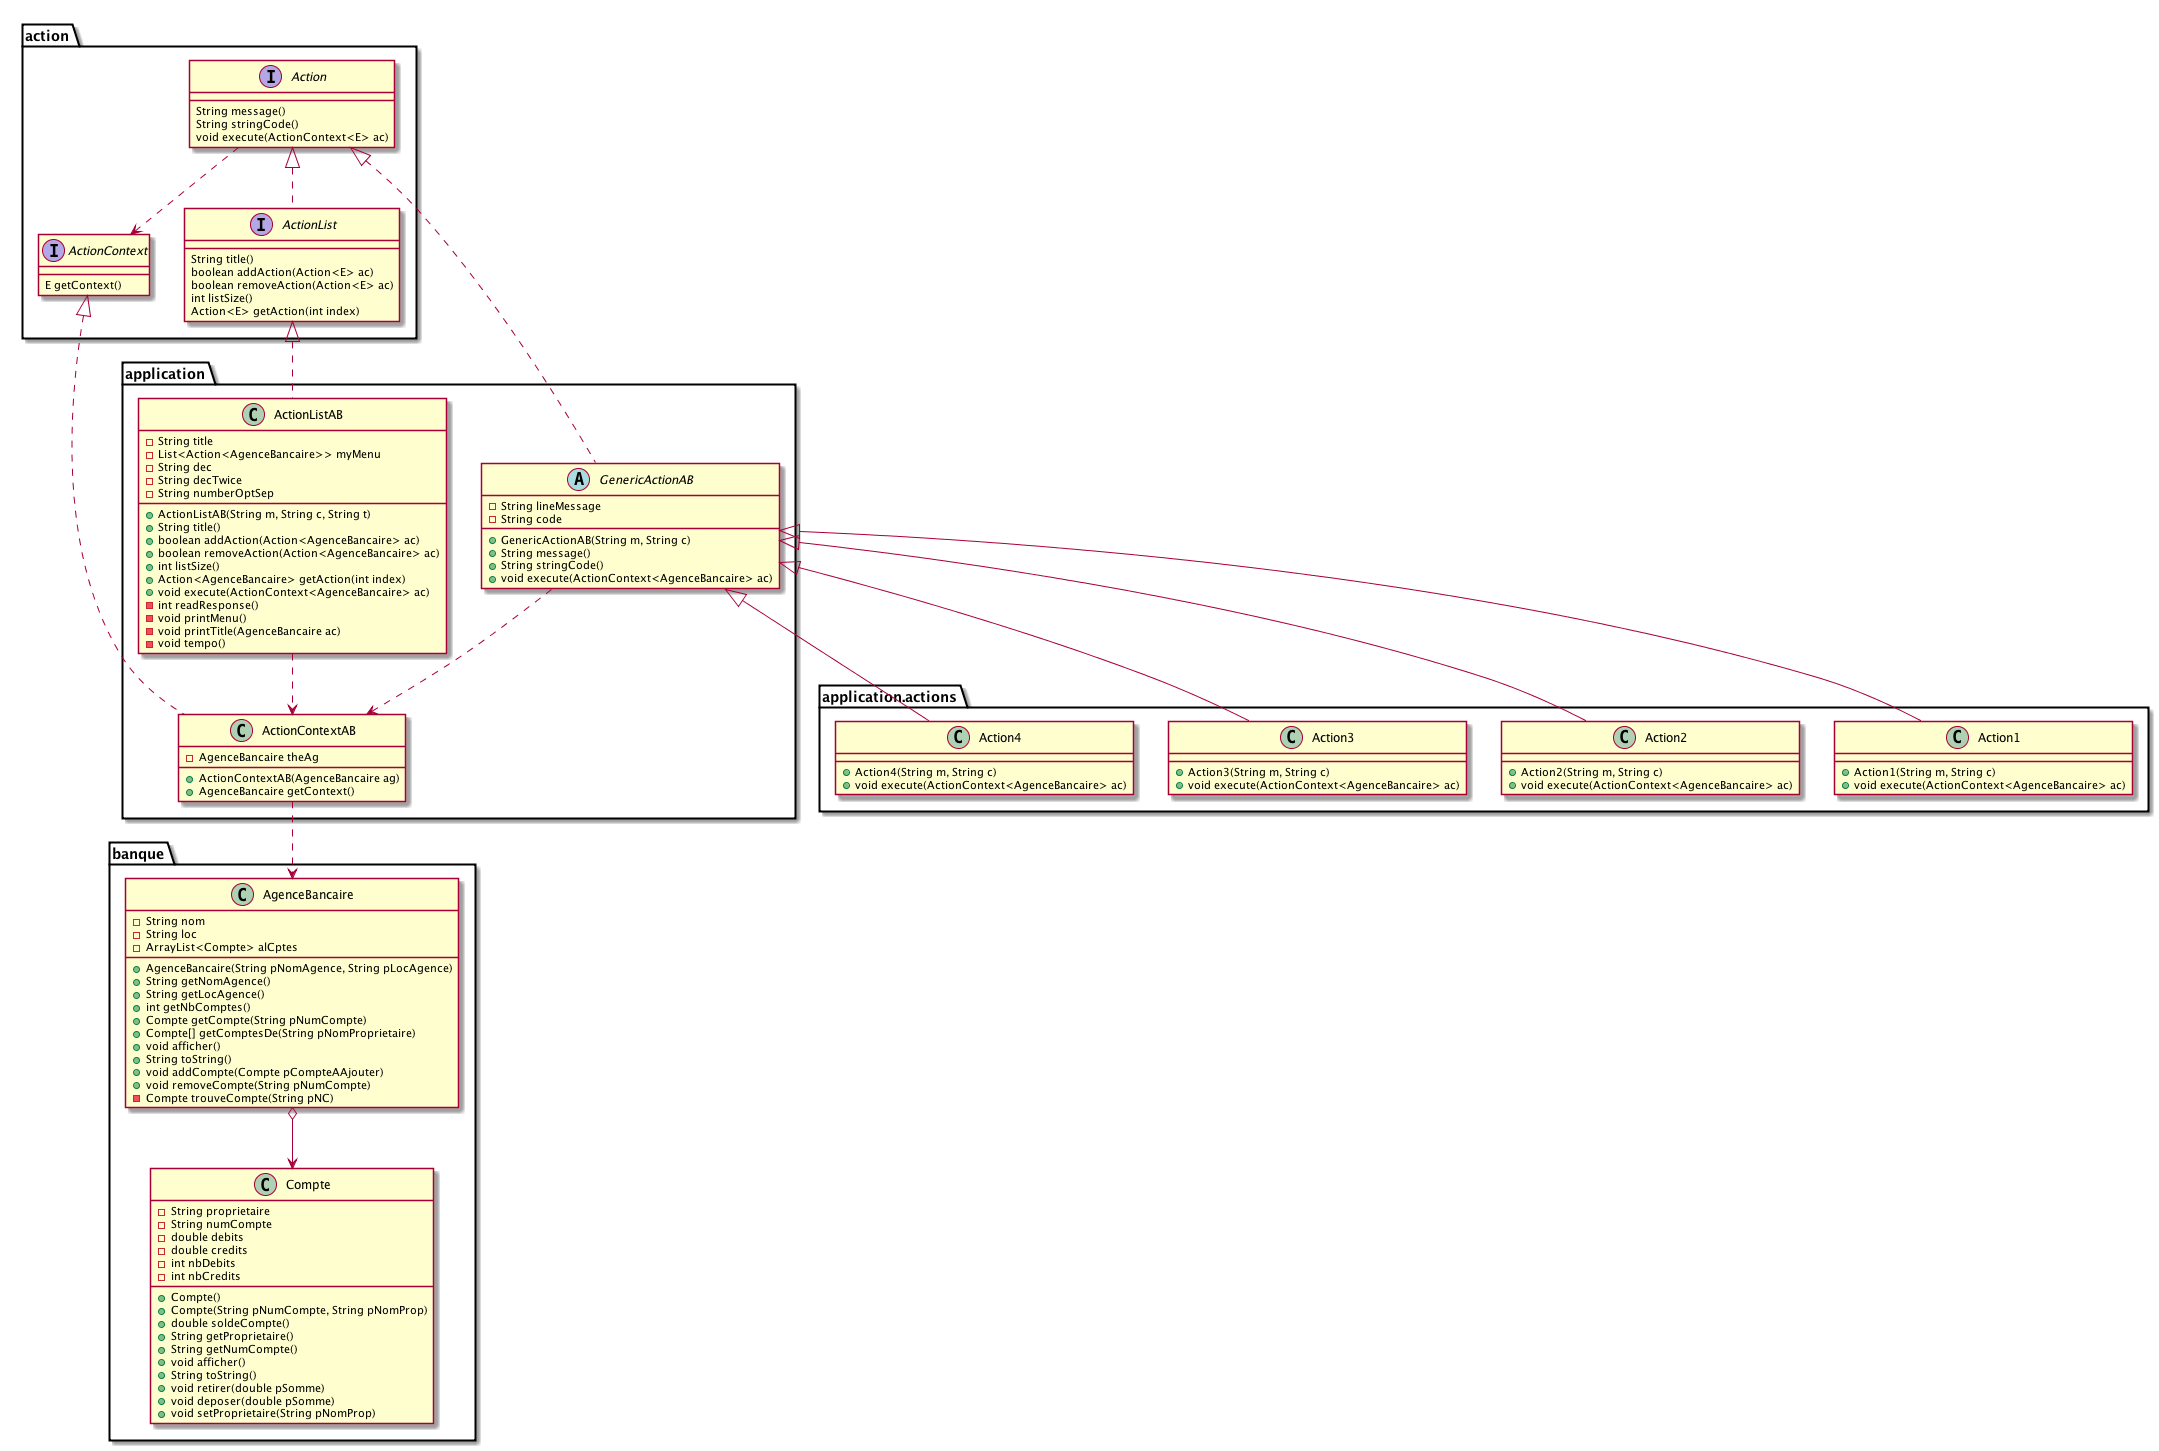 action
I Action
String message()
String stringCode()
void execute(ActionContext<E> ac)
I ActionContext
E getContext()
I ActionList
String title()
boolean addAction(Action<E> ac)
boolean removeAction(Action<E> ac)
int listSize()
Action<E> getAction(int index)
application
C ActionListAB
String title
List<Action<AgenceBancaire>> myMenu
String dec
String decTwice
String numberOptSep
ActionListAB(String m, String c, String t)
String title()
boolean addAction(Action<AgenceBancaire> ac)
boolean removeAction(Action<AgenceBancaire> ac)
int listSize()
Action<AgenceBancaire> getAction(int index)
void execute(ActionContext<AgenceBancaire> ac)
int readResponse()
void printMenu()
void printTitle(AgenceBancaire ac)
void tempo()
A GenericActionAB
String lineMessage
String code
GenericActionAB(String m, String c)
String message()
String stringCode()
void execute(ActionContext<AgenceBancaire> ac)
C ActionContextAB
AgenceBancaire theAg
ActionContextAB(AgenceBancaire ag)
AgenceBancaire getContext()
application.actions
C Action4
Action4(String m, String c)
void execute(ActionContext<AgenceBancaire> ac)
C Action3
Action3(String m, String c)
void execute(ActionContext<AgenceBancaire> ac)
C Action2
Action2(String m, String c)
void execute(ActionContext<AgenceBancaire> ac)
C Action1
Action1(String m, String c)
void execute(ActionContext<AgenceBancaire> ac)
banque
C AgenceBancaire
String nom
String loc
ArrayList<Compte> alCptes
AgenceBancaire(String pNomAgence, String pLocAgence)
String getNomAgence()
String getLocAgence()
int getNbComptes()
Compte getCompte(String pNumCompte)
Compte[] getComptesDe(String pNomProprietaire)
void afficher()
String toString()
void addCompte(Compte pCompteAAjouter)
void removeCompte(String pNumCompte)
Compte trouveCompte(String pNC)
C Compte
String proprietaire
String numCompte
double debits
double credits
int nbDebits
int nbCredits
Compte()
Compte(String pNumCompte, String pNomProp)
double soldeCompte()
String getProprietaire()
String getNumCompte()
void afficher()
String toString()
void retirer(double pSomme)
void deposer(double pSomme)
void setProprietaire(String pNomProp)